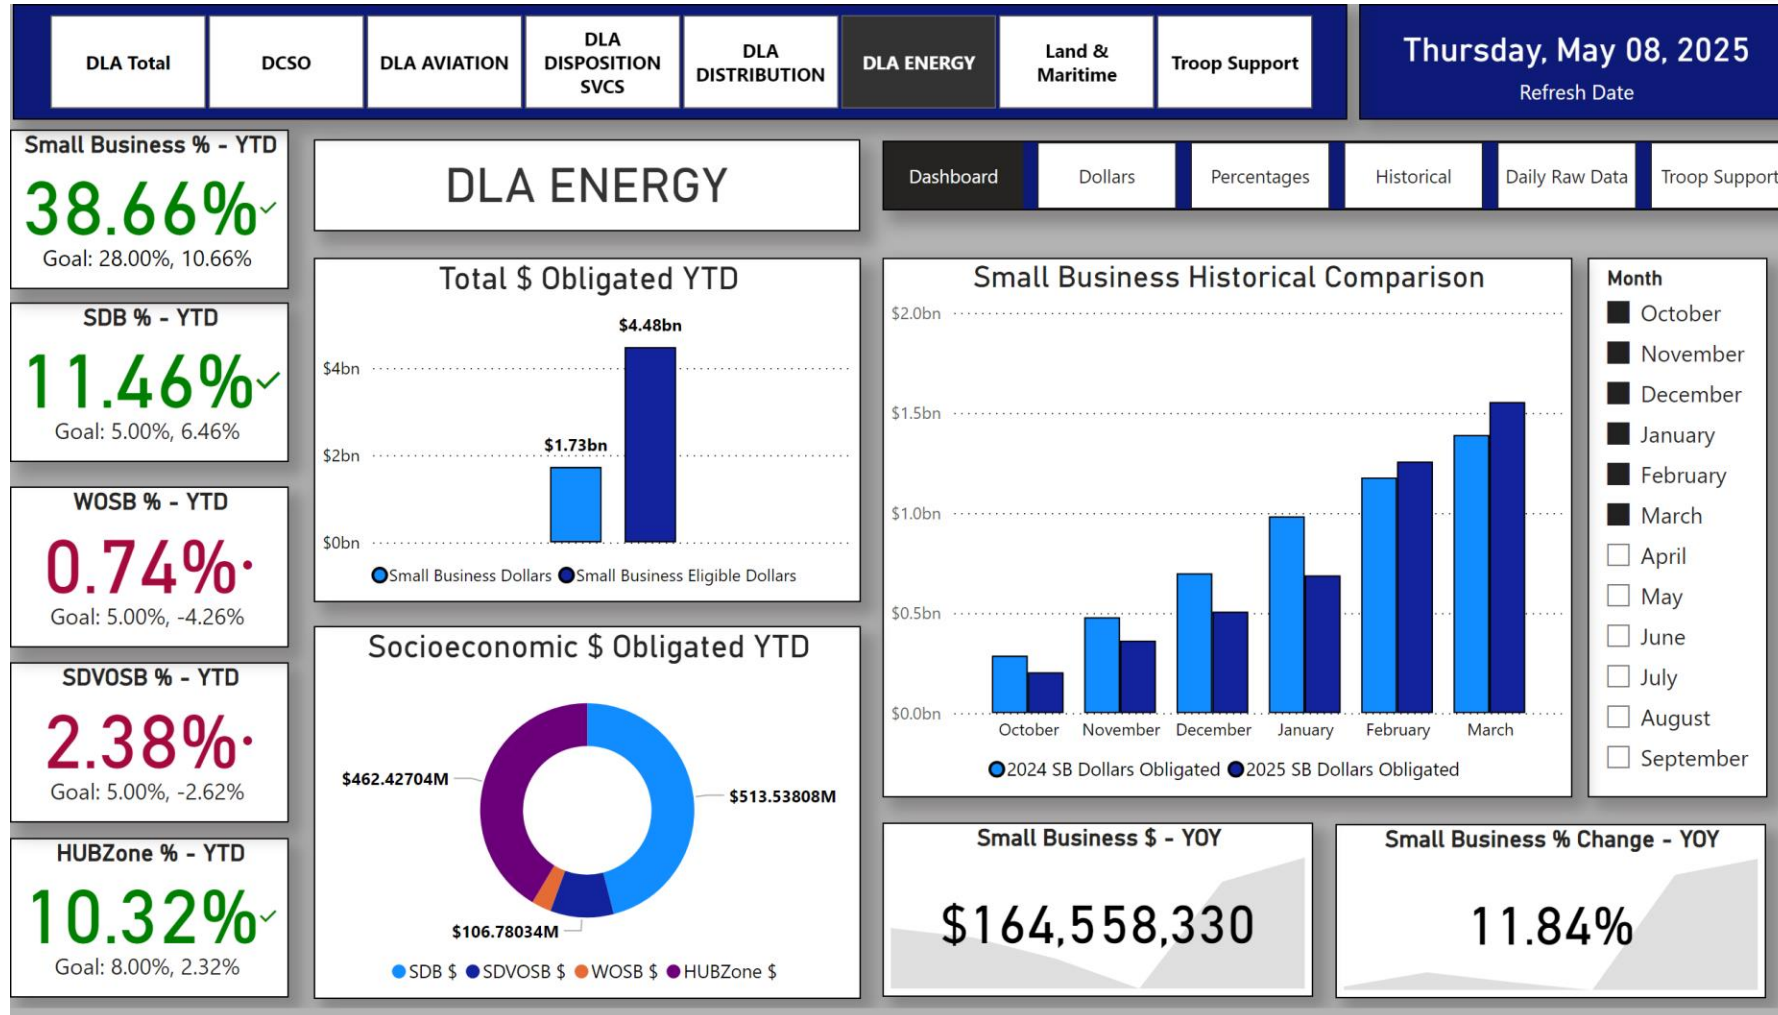 DLA Total
DCSO
DLA AVIATION
DLA
DISPOSITION
SVCS
DLA
DISTRIBUTION
DLA ENERGY
Land &
Maritime
Troop Support
Thursday, May 08, 2025
Refresh Date
Small Business % - YTD
38.66%
Goal: 28.00%, 10.66%
SDB % - YTD
11.46%
Goal: 5.00%, 6.46%
WOSB % - YTD
0.74%
Goal: 5.00%, -4.26%
SDVOSB % - YTD
2.38%
Goal: 5.00%, -2.62%
HUBZone % - YTD
10.32%
Goal: 8.00%, 2.32%
DLA ENERGY
Dashboard
Dollars
Percentages
Historical
Daily Raw Data
Troop Support
Total $ Obligated YTD
$4.48bn
$4bn
$1.73bn
$2bn
$0bn
Small Business Dollars
Small Business Eligible Dollars
Socioeconomic $ Obligated YTD
$462.42704M
$513.53808M
$106.78034M
SDB $
SDVOSB $
WOSB $
HUBZone $
Small Business Historical Comparison
$2.0bn
$1.5bn
$1.0bn
$0.5bn
$0.0bn
October
November
December
January
February
March
2024 SB Dollars Obligated
2025 SB Dollars Obligated
Month
October
November
December
January
February
March
April
May
June
July
August
September
Small Business $ - YOY
$164,558,330
Small Business % Change - YOY
11.84%